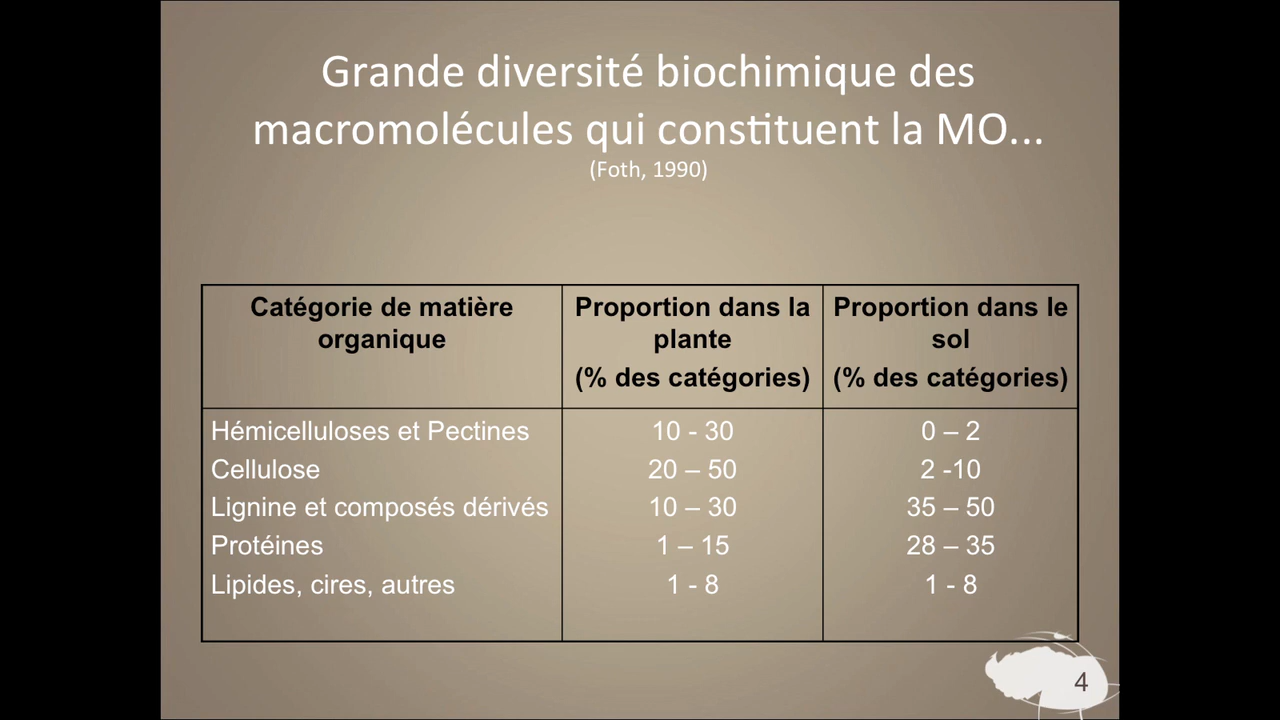 Grande diversité biochimique des
macromolécules qui constituent la MO...
(Foth, 1990)
Catégorie de matière
organique
Proportion dans la
plante
(% des catégories)
Proportion dans le
sol
(% des catégories)
Hémicelluloses et Pectines 10 - 30 0 – 2
Cellulose 20 – 50 2 -10
Lignine et composés dérivés 10 – 30 35 – 50
Protéines 1 – 15 28 – 35
Lipides, cires, autres 1 - 8 1 - 8
4